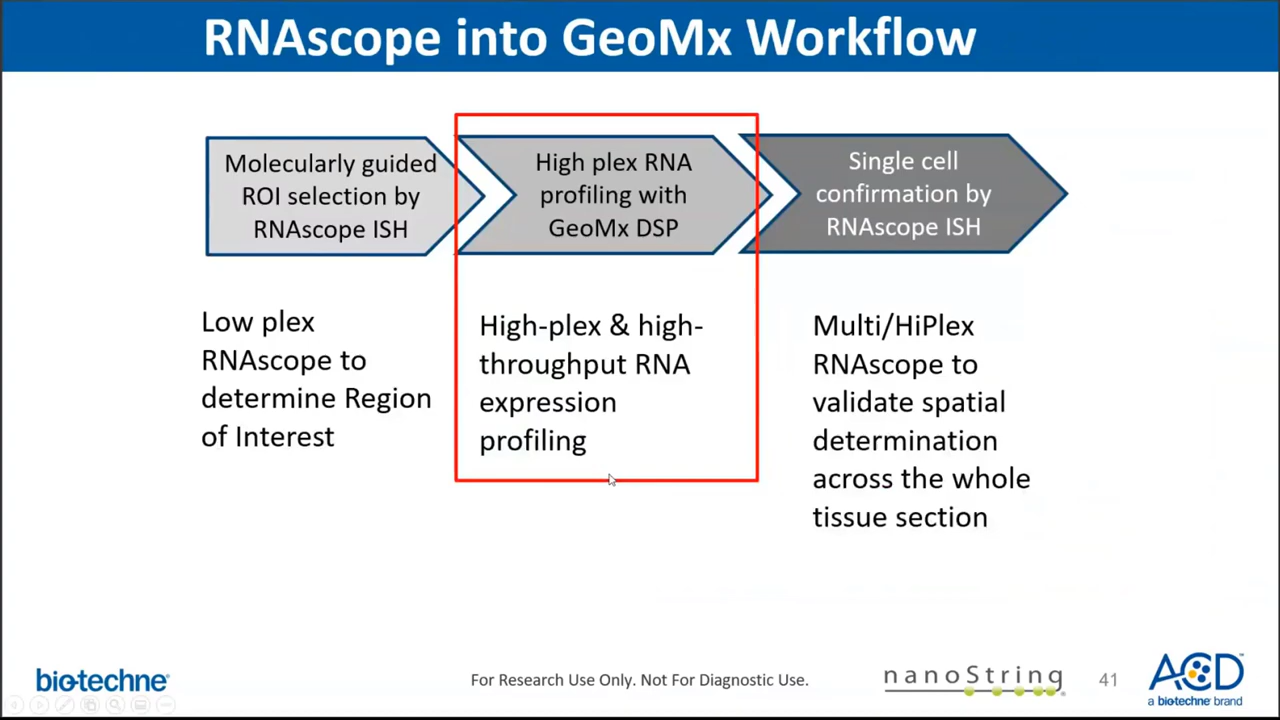 RNAscope into GeoMx Workflow
Molecularly guided
ROI selection by
RNAscope ISH
High plex RNA
profiling with
GeoMx DSP
Single cell
confirmation by
RNAscope ISH
Low plex
RNAscope to
determine Region
of Interest
High-plex & high-
throughput RNA
expression
profiling
Multi/HiPlex
RNAscope to
validate spatial
determination
across the whole
tissue section
bio-techne®
For Research Use Only. Not For Diagnostic Use.
nanoString®
41
ACD™
a bio-techne brand